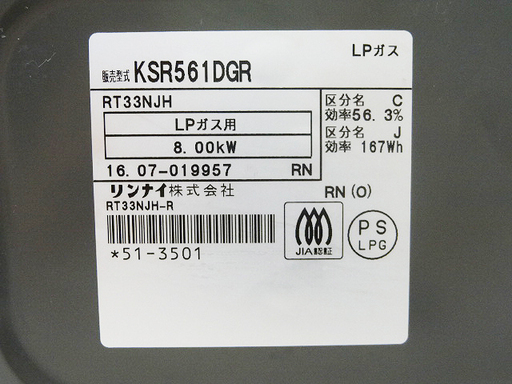 LPガス
販売型式 KSR561DGR
RT33NJH
LPガス用
8.00kW
16.07-019957 RN
区分名 C
効率56.3%
区分名 J
効率 167Wh
リンナイ株式会社 RN(O)
RT33NJH-R
*51-3501
JIA認証
PS
LPG